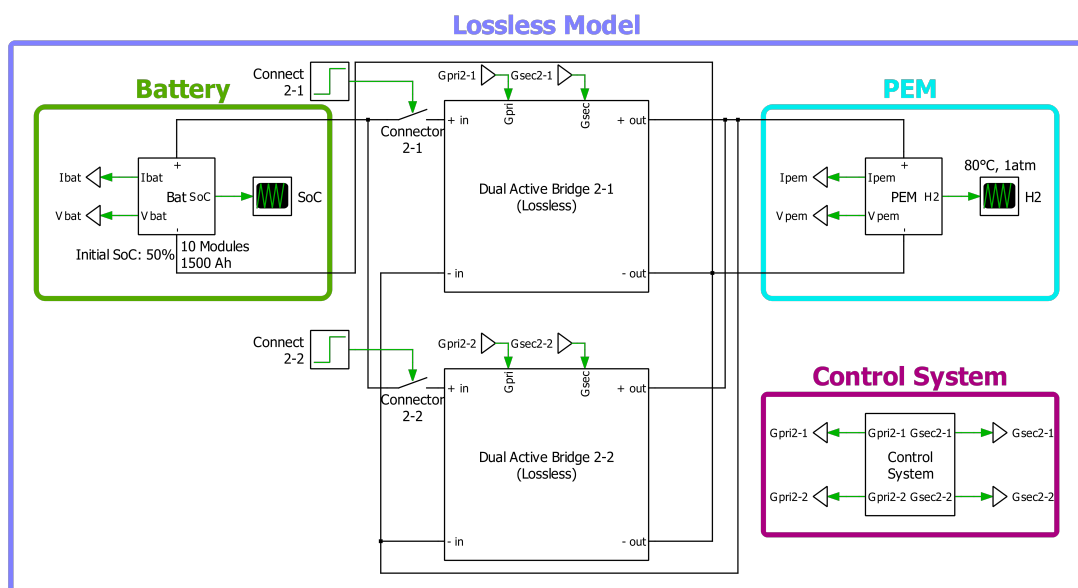 Lossless Model
Battery
Connect
2-1
Gpri2-1
Gsec2-1
Connector
2-1
+ in
Gpri
Gsec
+ out
Dual Active Bridge 2-1
(Lossless)
- in
- out
+
Ibat
Ibat
Bat
SoC
SoC
Vbat
Vbat
-
Initial SoC: 50%
10 Modules
1500 Ah
PEM
80°C, 1atm
+
Ipem
Ipem
PEM
H2
H2
Vpem
Vpem
-
Connect
2-2
Gpri2-2
Gsec2-2
Connector
2-2
+ in
Gpri
Gsec
+ out
Dual Active Bridge 2-2
(Lossless)
- in
- out
Control System
Gpri2-1
Gpri2-1
Gsec2-1
Gsec2-1
Control
System
Gpri2-2
Gpri2-2
Gsec2-2
Gsec2-2